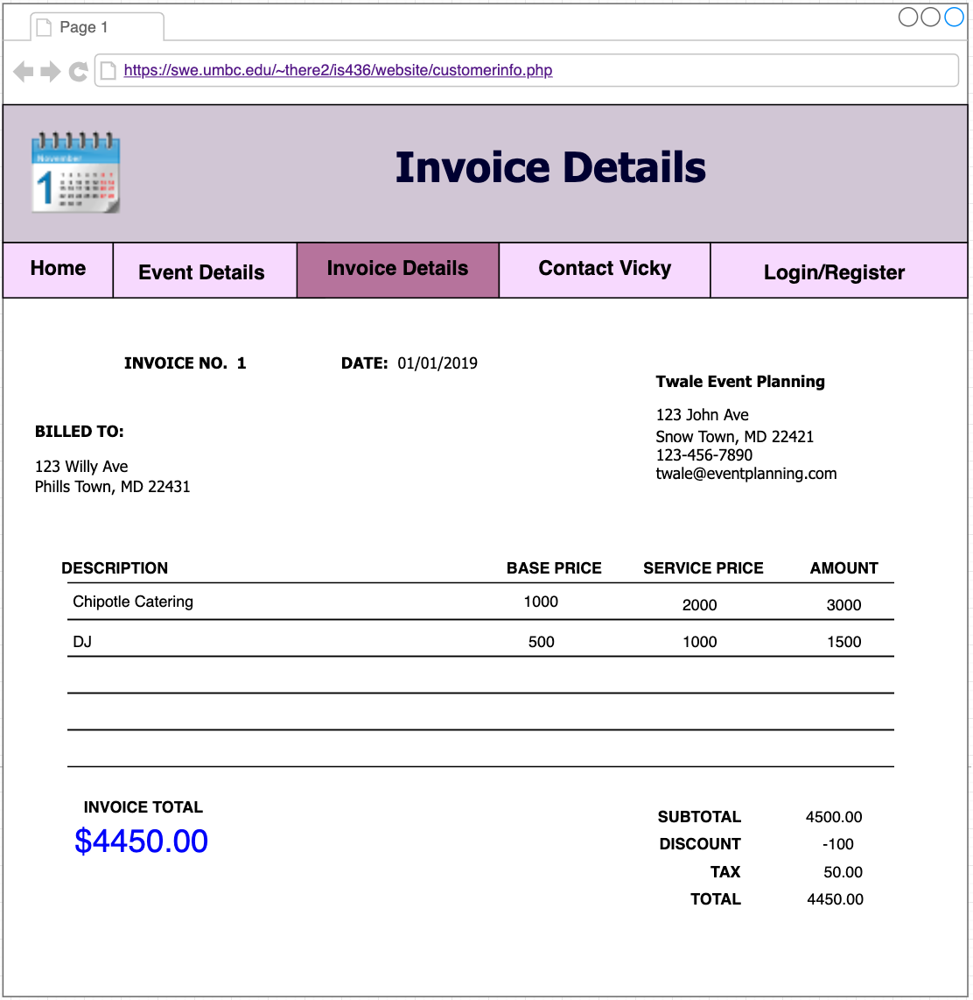 Page 1
https://swe.umbc.edu/~there2/is436/website/customerinfo.php
November
1
Invoice Details
Home Event Details Invoice Details Contact Vicky Login/Register
INVOICE NO. 1 DATE: 01/01/2019
Twale Event Planning
123 John Ave
Snow Town, MD 22421
123-456-7890
twale@eventplanning.com
BILLED TO:
123 Willy Ave
Phills Town, MD 22431
DESCRIPTION BASE PRICE SERVICE PRICE AMOUNT
Chipotle Catering 1000 2000 3000
DJ 500 1000 1500
INVOICE TOTAL
$4450.00
SUBTOTAL 4500.00
DISCOUNT -100
TAX 50.00
TOTAL 4450.00